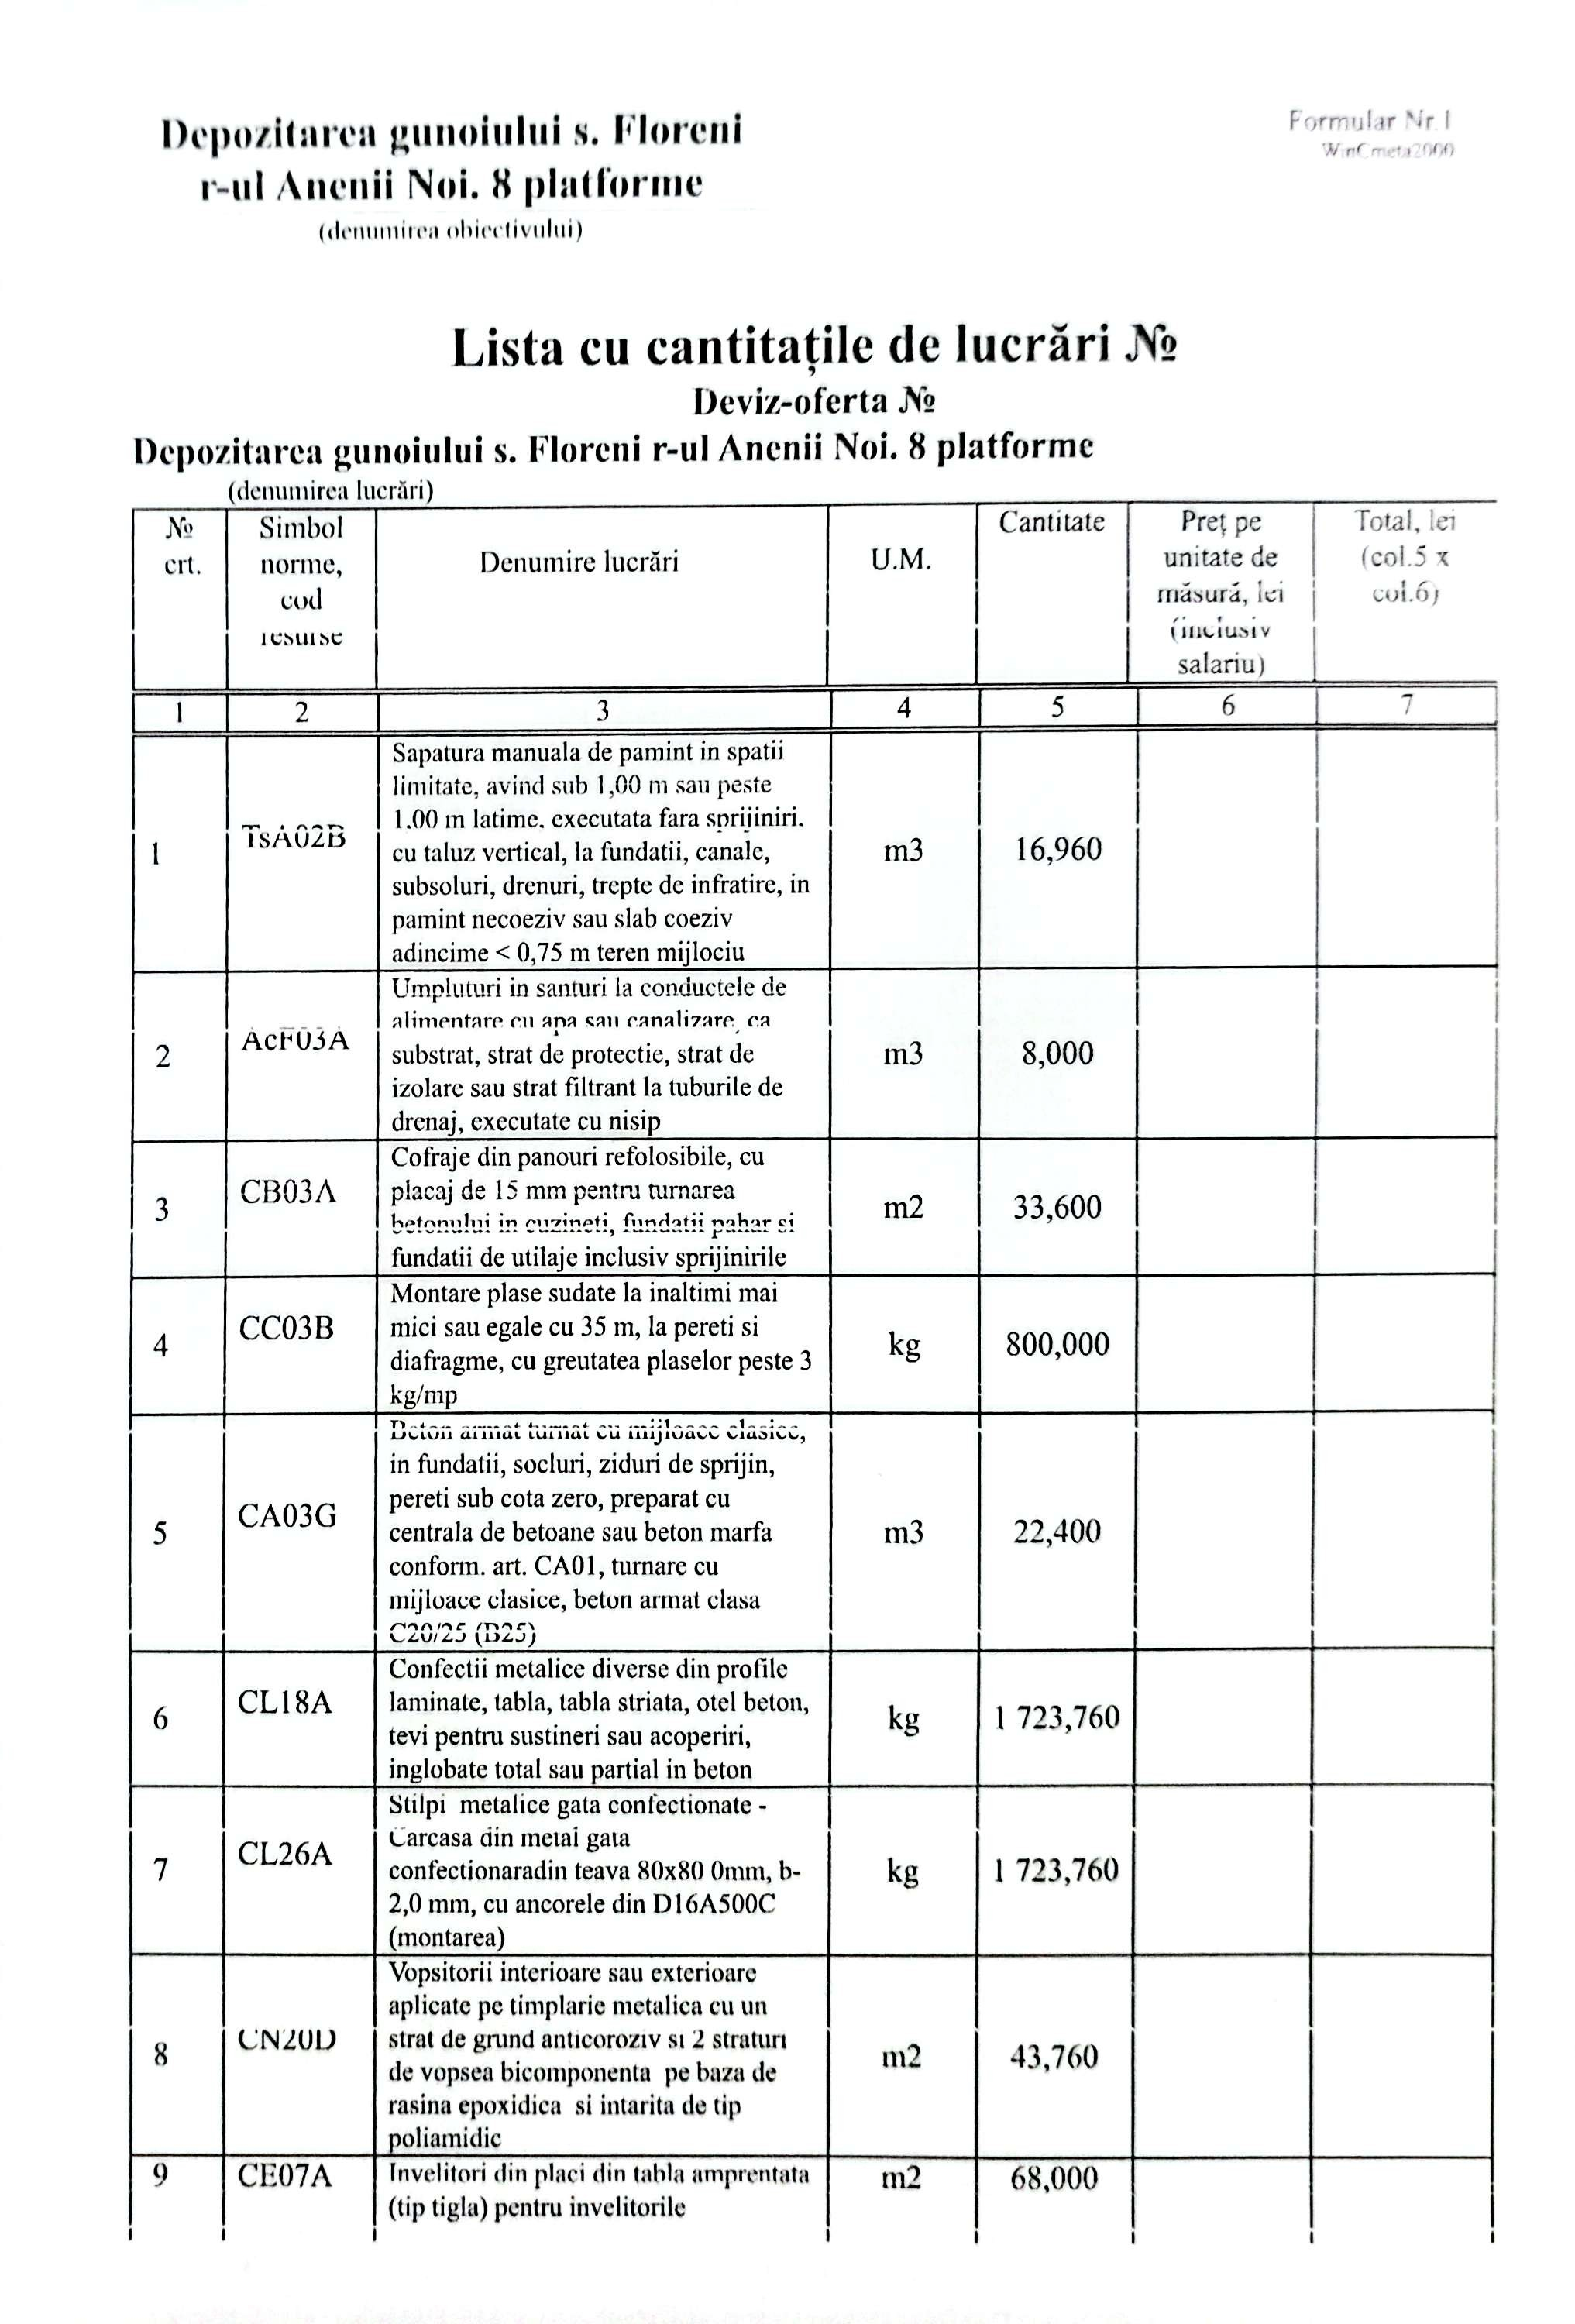 Depozitarea gunoiului s. Floreni
r-ul Anenii Noi. 8 platforme
(denumirea obiectivului)
Formular Nr.1
WinCmeta2000
Lista cu cantitațile de lucrări №
Deviz-oferta №
Depozitarea gunoiului s. Floreni r-ul Anenii Noi. 8 platforme
(denumirea lucrări)
№
crt.
Simbol
norme,
cod
resurse
Denumire lucrări
U.M.
Cantitate
Preţ pe
unitate de
măsură, lei
(inclusiv
salariu)
Total, lei
(col.5 x
col.6)
1 2 3 4 5 6 7
1
TsA02B
Sapatura manuala de pamint in spatii
limitate, avind sub 1,00 m sau peste
1,00 m latime, executata fara sprijiniri,
cu taluz vertical, la fundatii, canale,
subsoluri, drenuri, trepte de infratire, in
pamint necoeziv sau slab coeziv
adincime < 0,75 m teren mijlociu
m3
16,960
2
AcF03A
Umpluturi in santuri la conductele de
alimentare cu apa sau canalizare, ca
substrat, strat de protectie, strat de
izolare sau strat filtrant la tuburile de
drenaj, executate cu nisip
m3
8,000
3
CB03A
Cofraje din panouri refolosibile, cu
placaj de 15 mm pentru turnarea
betonului in cuzineti, fundatii pahar si
fundatii de utilaje inclusiv sprijinirile
m2
33,600
4
CC03B
Montare plase sudate la inaltimi mai
mici sau egale cu 35 m, la pereti si
diafragme, cu greutatea plaselor peste 3
kg/mp
kg
800,000
5
CA03G
Beton armat turnat cu mijloace clasice,
in fundatii, socluri, ziduri de sprijin,
pereti sub cota zero, preparat cu
centrala de betoane sau beton marfa
conform. art. CA01, turnare cu
mijloace clasice, beton armat clasa
C20/25 (B25)
m3
22,400
6
CL18A
Confectii metalice diverse din profile
laminate, tabla, tabla striata, otel beton,
tevi pentru sustineri sau acoperiri,
inglobate total sau partial in beton
kg
1 723,760
7
CL26A
Stilpi metalice gata confectionate -
Carcasa din metal gata
confectionaradin teava 80x80 0mm, b-
2,0 mm, cu ancorele din D16A500C
(montarea)
kg
1 723,760
8
CN20D
Vopsitorii interioare sau exterioare
aplicate pe timplarie metalica cu un
strat de grund anticoroziv si 2 straturi
de vopsea bicomponenta pe baza de
rasina epoxidica si intarita de tip
poliamidic
m2
43,760
9
CE07A
Invelitori din placi din tabla amprentata
(tip tigla) pentru invelitorile
m2
68,000